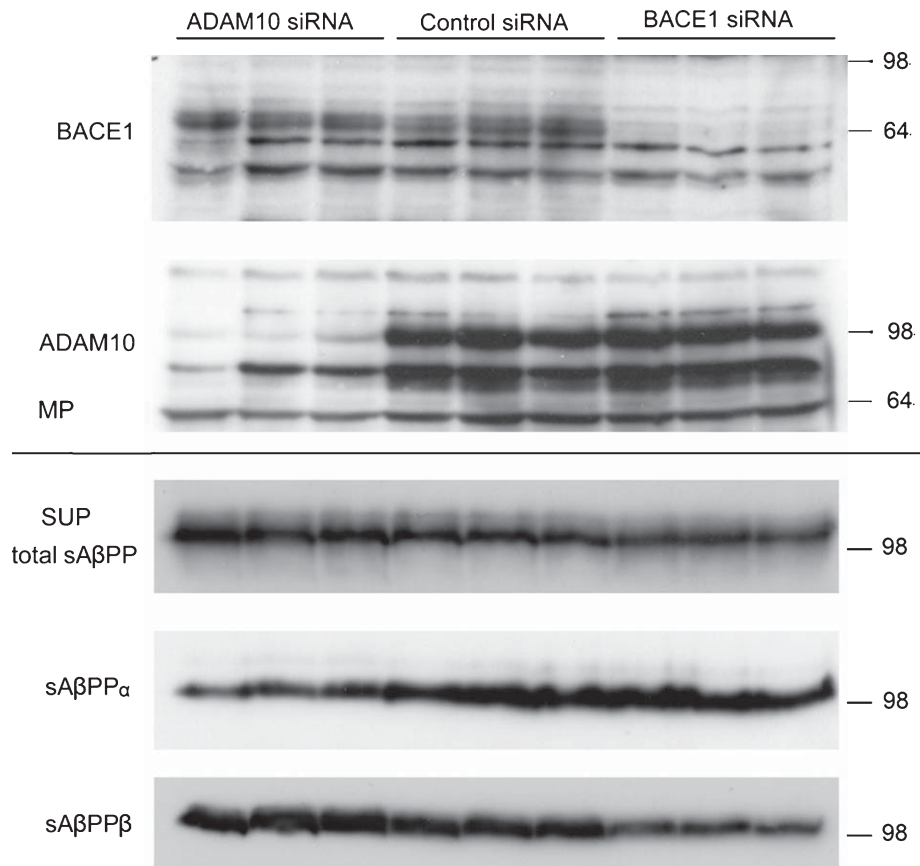 ADAM10 siRNA Control siRNA BACE1 siRNA
98
BACE1 64
ADAM10 98
MP 64
SUP
total sAβPP 98
sAβPPα 98
sAβPPβ 98